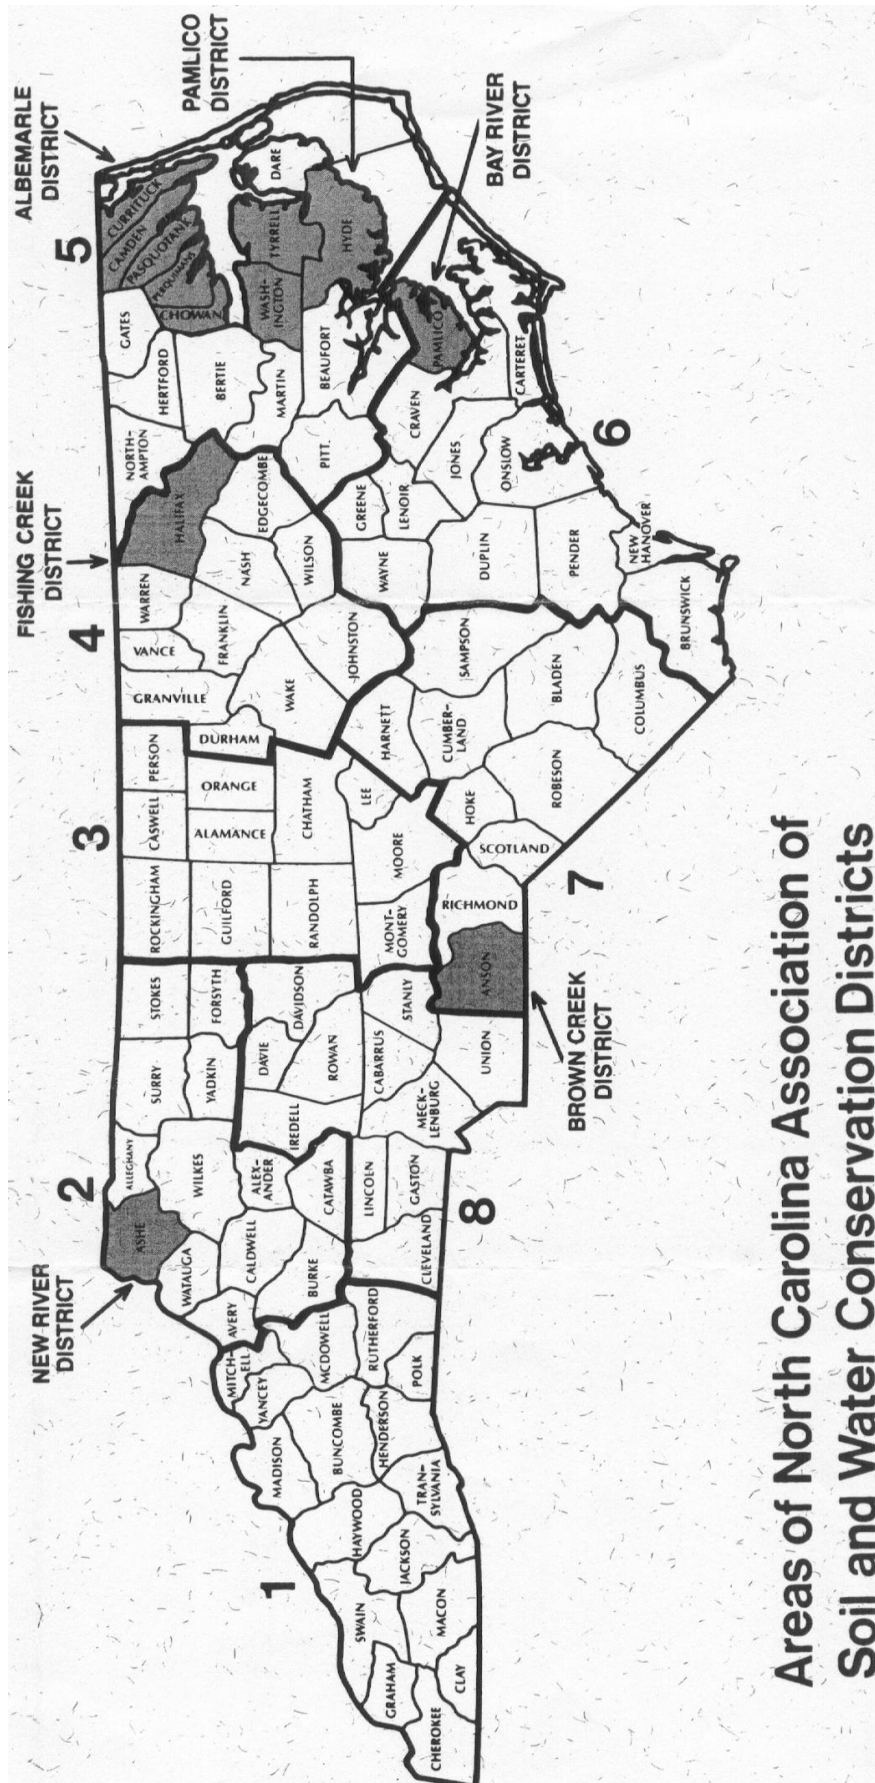 ALBEMARLE
DISTRICT
PAMLICO
DISTRICT
BAY RIVER
DISTRICT
FISHING CREEK
DISTRICT
NEW RIVER
DISTRICT
BROWN CREEK
DISTRICT
1
2
3
4
5
6
7
8
CHEROKEE
GRAHAM
CLAY
SWAIN
MACON
JACKSON
HAYWOOD
TRAN-
SYLVANIA
MADISON
BUNCOMBE
HENDERSON
YANCEY
MITCH-
ELL
MCDOWELL
RUTHERFORD
POLK
AVERY
WATAUGA
ASHE
ALLEGHANY
WILKES
CALDWELL
BURKE
ALEX-
ANDER
CATAWBA
CLEVELAND
LINCOLN
GASTON
SURRY
YADKIN
STOKES
FORSYTH
IREDELL
DAVIE
DAVIDSON
ROWAN
CABARRUS
STANLY
MECK-
LENBURG
UNION
ANSON
RICHMOND
SCOTLAND
HOKE
ROBESON
ROCKINGHAM
GUILFORD
RANDOLPH
MONT-
GOMERY
MOORE
LEE
CASWELL
PERSON
ALAMANCE
ORANGE
CHATHAM
DURHAM
GRANVILLE
VANCE
WARREN
FRANKLIN
WAKE
JOHNSTON
HARNETT
CUMBER-
LAND
SAMPSON
BLADEN
COLUMBUS
BRUNSWICK
NEW
HANOVER
PENDER
DUPLIN
WAYNE
WILSON
NASH
HALIFAX
EDGECOMBE
NORTH-
AMPTON
HERTFORD
GATES
BERTIE
MARTIN
PITT
GREENE
LENOIR
JONES
ONSLOW
CRAVEN
CARTERET
PAMLICO
BEAUFORT
WASH-
INGTON
TYRRELL
HYDE
DARE
CHOWAN
PERQUIMANS
PASQUOTANK
CAMDEN
CURRITUCK
Areas of North Carolina Association of
Soil and Water Conservation Districts